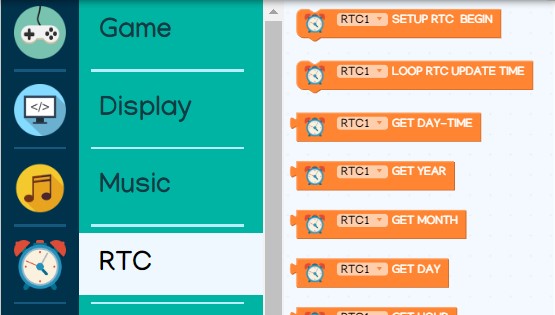 Game
Display
Music
RTC
RTC1 SETUP RTC BEGIN
RTC1 LOOP RTC UPDATE TIME
RTC1 GET DAY-TIME
RTC1 GET YEAR
RTC1 GET MONTH
RTC1 GET DAY